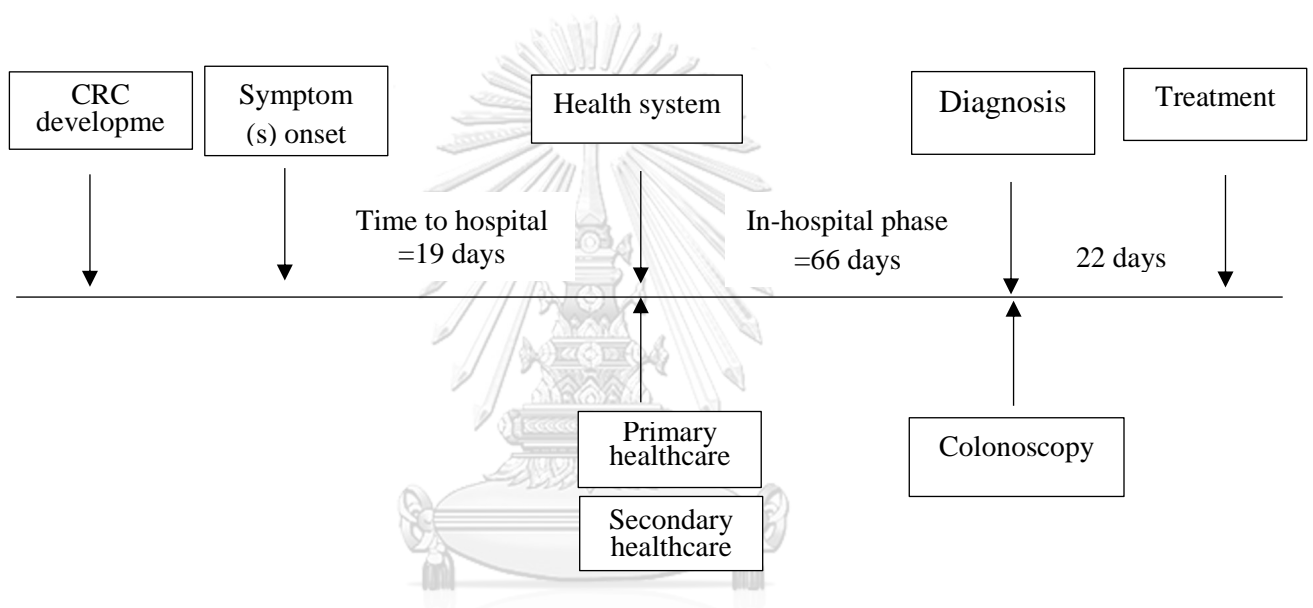 CRC
developme
Symptom
(s) onset
Health system
Diagnosis
Treatment
Time to hospital
=19 days
In-hospital phase
=66 days
22 days
Primary
healthcare
Secondary
healthcare
Colonoscopy